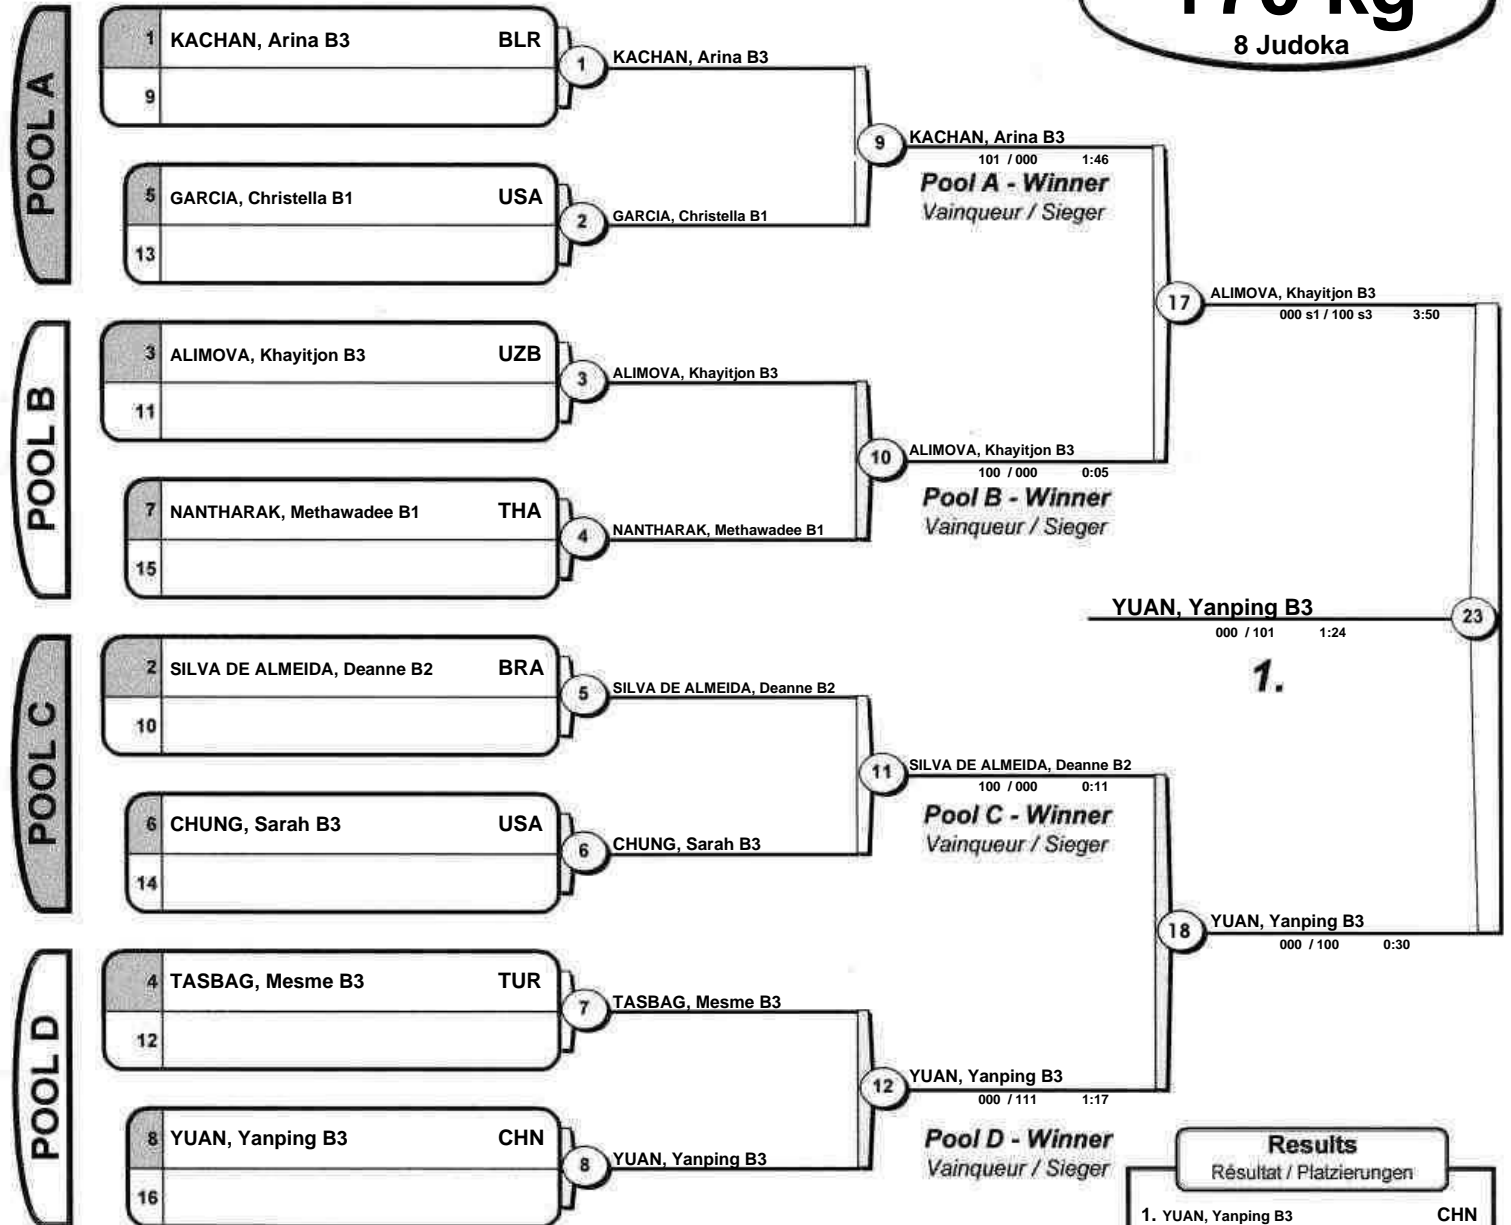 8 Judoka
POOL A
1 KACHAN, Arina B3 BLR
9
1
KACHAN, Arina B3
5 GARCIA, Christella B1 USA
13
2
GARCIA, Christella B1
9
KACHAN, Arina B3
101 / 000 1:46
Pool A - Winner
Vainqueur / Sieger
POOL B
3 ALIMOVA, Khayitjon B3 UZB
11
3
ALIMOVA, Khayitjon B3
7 NANTHARAK, Methawadee B1 THA
15
4
NANTHARAK, Methawadee B1
10
ALIMOVA, Khayitjon B3
100 / 000 0:05
Pool B - Winner
Vainqueur / Sieger
17
ALIMOVA, Khayitjon B3
000 s1 / 100 s3 3:50
YUAN, Yanping B3
000 / 101 1:24
1.
23
POOL C
2 SILVA DE ALMEIDA, Deanne B2 BRA
10
5
SILVA DE ALMEIDA, Deanne B2
6 CHUNG, Sarah B3 USA
14
6
CHUNG, Sarah B3
11
SILVA DE ALMEIDA, Deanne B2
100 / 000 0:11
Pool C - Winner
Vainqueur / Sieger
18
YUAN, Yanping B3
000 / 100 0:30
POOL D
4 TASBAG, Mesme B3 TUR
12
7
TASBAG, Mesme B3
8 YUAN, Yanping B3 CHN
16
8
YUAN, Yanping B3
12
YUAN, Yanping B3
000 / 111 1:17
Pool D - Winner
Vainqueur / Sieger
Results
Résultat / Platzierungen
1. YUAN, Yanping B3 CHN